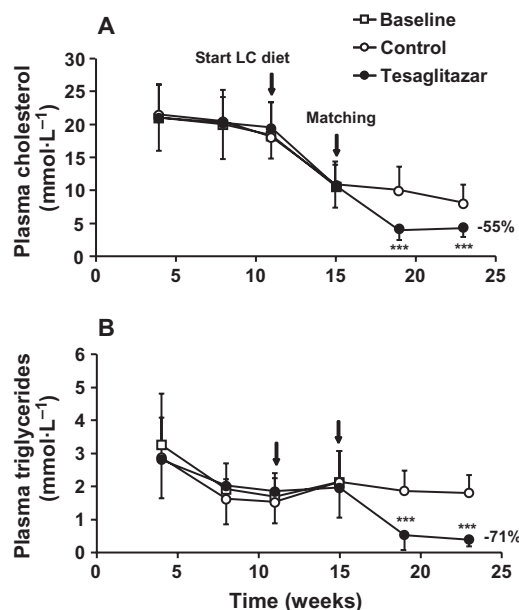 A
Baseline
Control
Tesaglitazar
Start LC diet
Matching
Plasma cholesterol
(mmol·L⁻¹)
30
25
20
15
10
5
0
-55%
*** ***
0 5 10 15 20 25
B
Plasma triglycerides
(mmol·L⁻¹)
6
5
4
3
2
1
0
*** ***
-71%
0 5 10 15 20 25
Time (weeks)